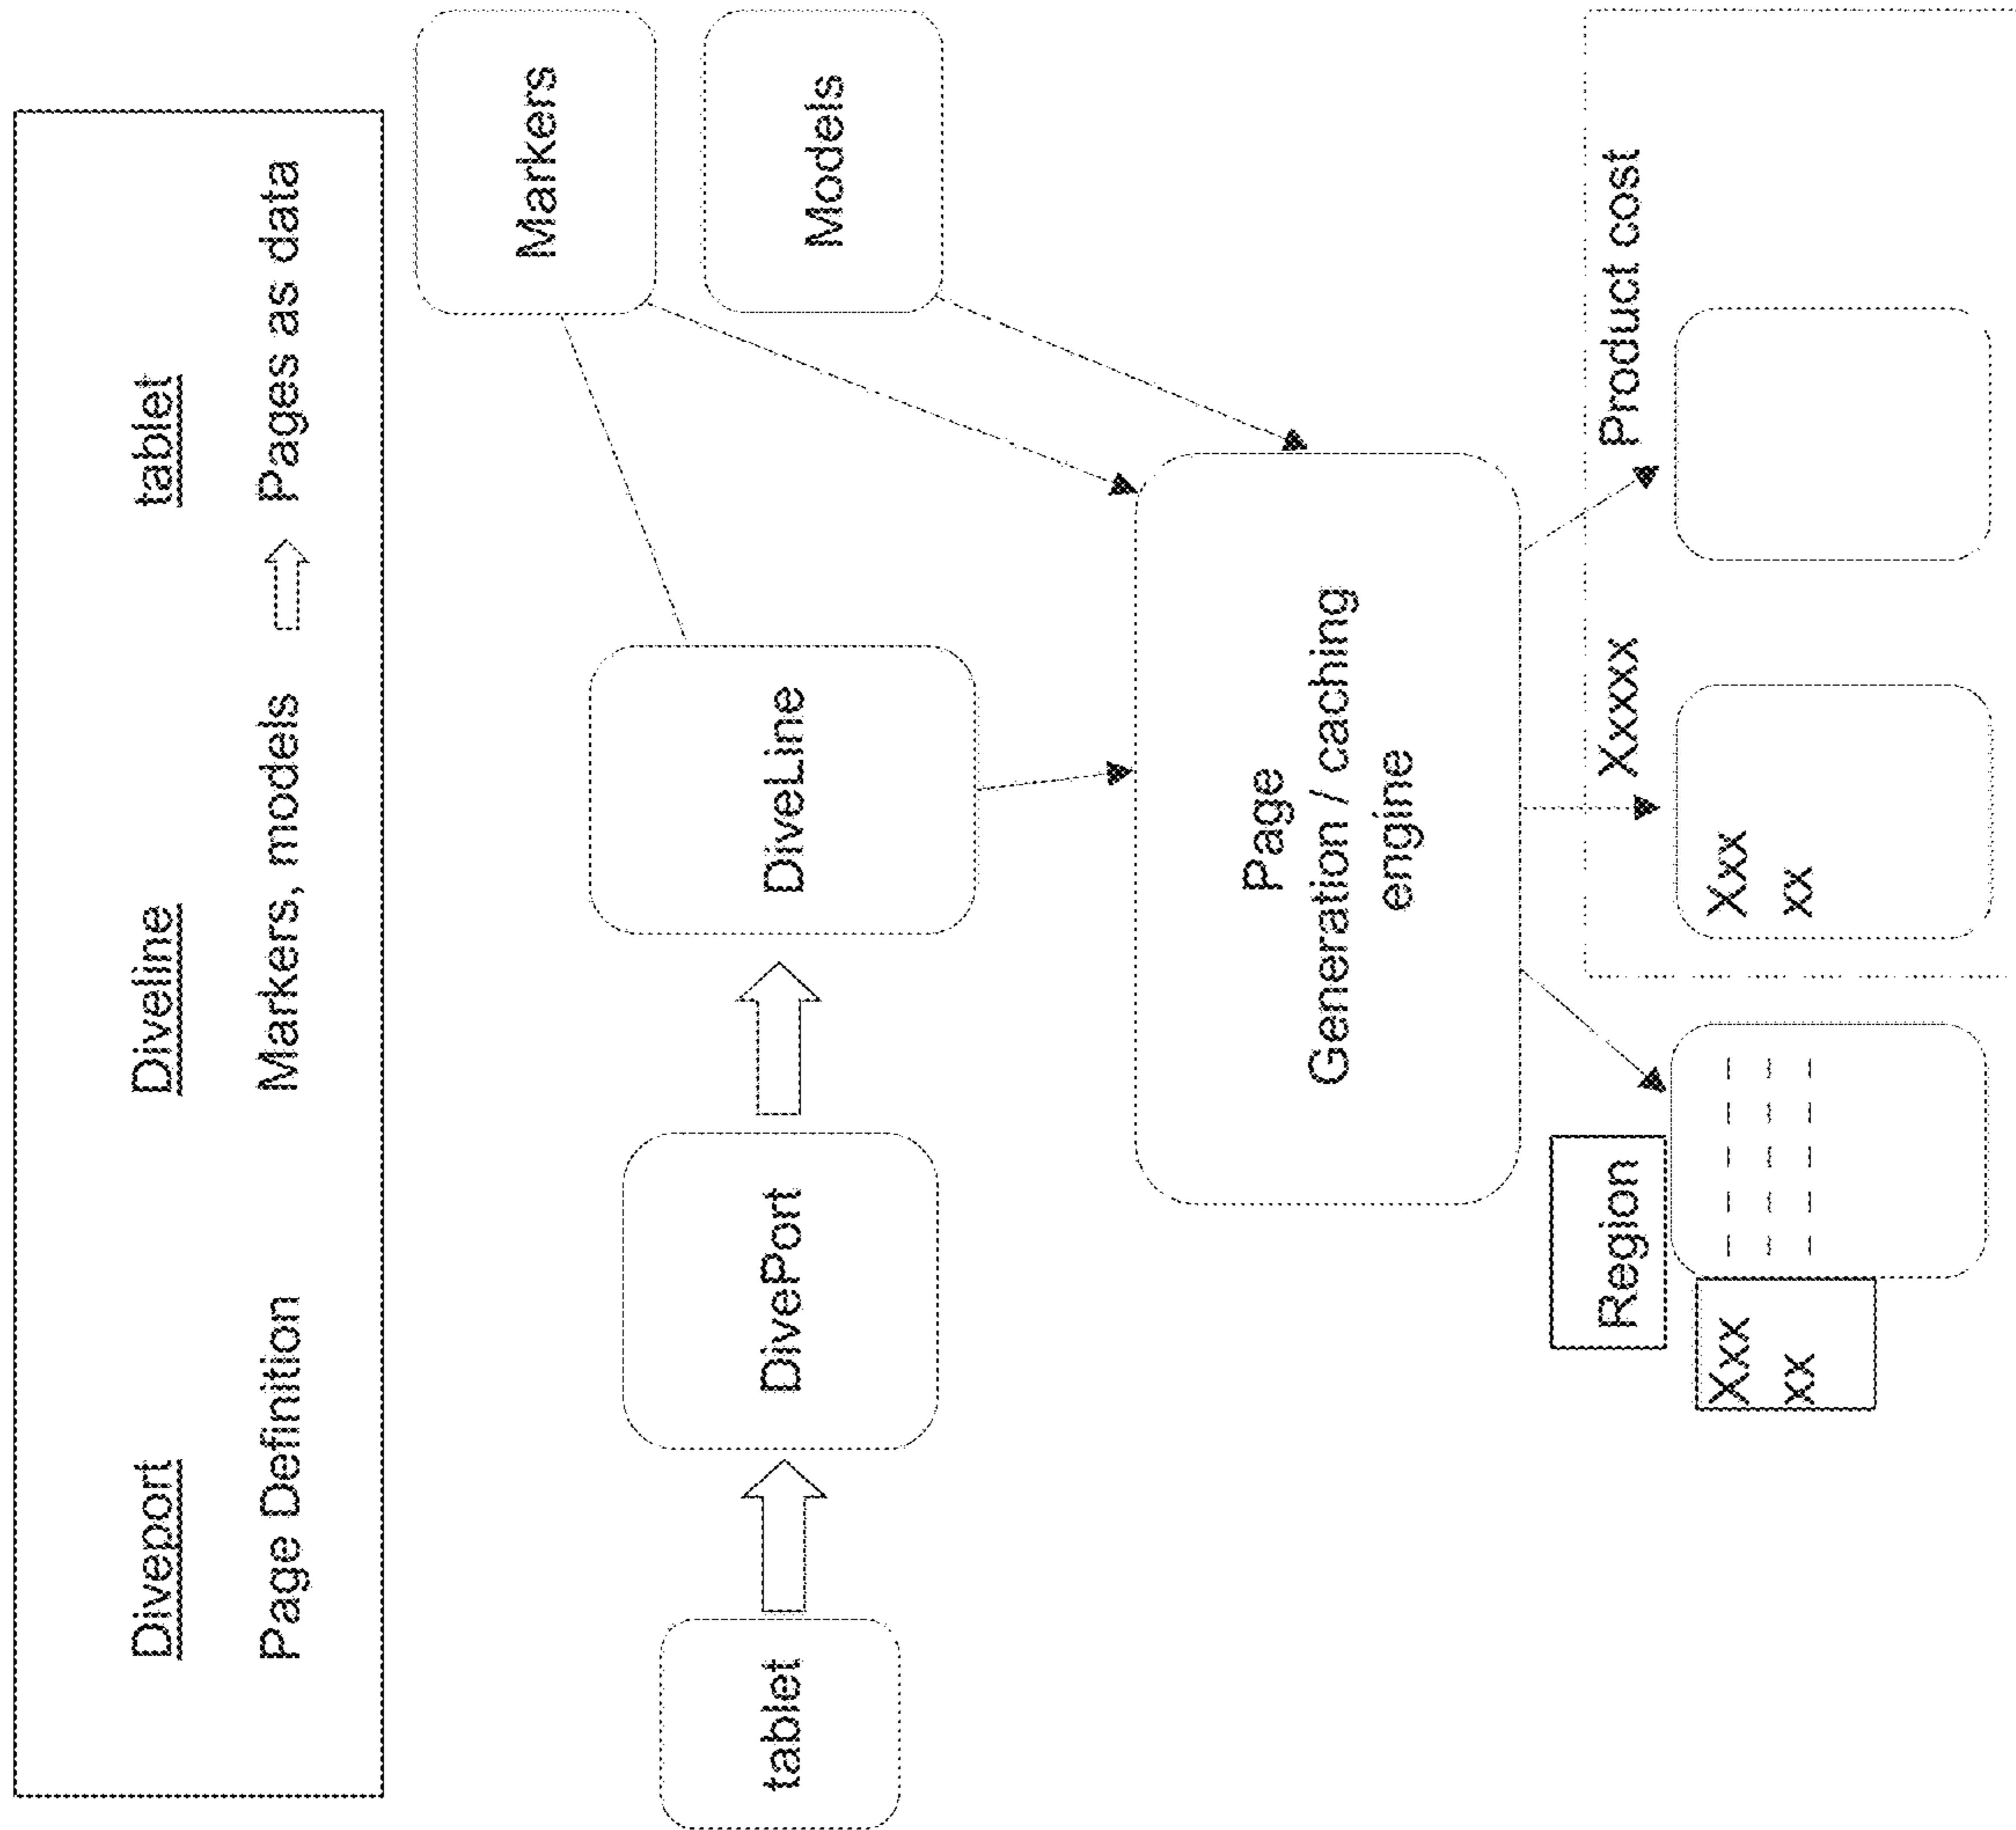 Diveport
Diveline
tablet
Page Definition
Markers, models
Pages as data
tablet
DivePort
DiveLine
Markers
Models
Page
Generation / caching
engine
Region
Xxxxx
Product cost
Xxx
xx
Xxx
xx